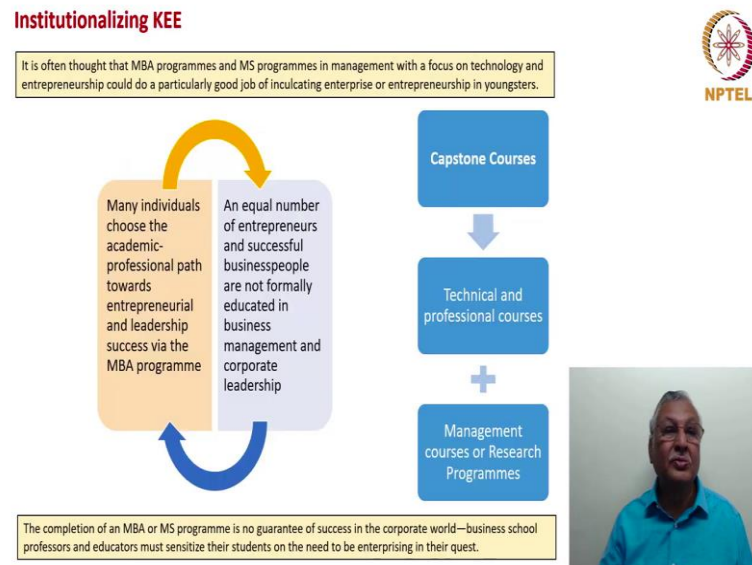 Institutionalizing KEE
It is often thought that MBA programmes and MS programmes in management with a focus on technology and
entrepreneurship could do a particularly good job of inculcating enterprise or entrepreneurship in youngsters.
NPTEL
Many individuals
choose the
academic-
professional path
towards
entrepreneurial
and leadership
success via the
MBA programme
An equal number
of entrepreneurs
and successful
businesspeople
are not formally
educated in
business
management and
corporate
leadership
Capstone Courses
Technical and
professional courses
Management
courses or Research
Programmes
The completion of an MBA or MS programme is no guarantee of success in the corporate world—business school
professors and educators must sensitize their students on the need to be enterprising in their quest.